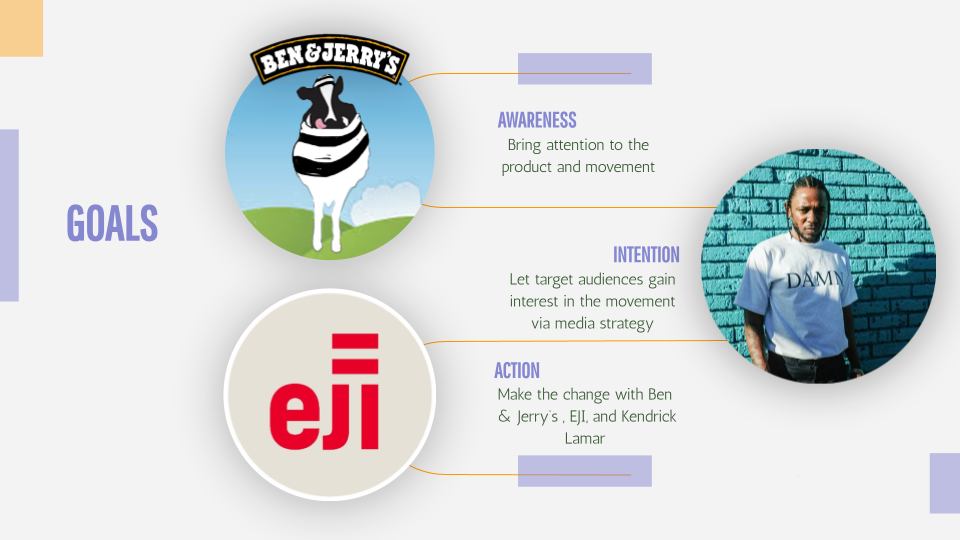 BEN & JERRY'S
GOALS
AWARENESS
Bring attention to the
product and movement
INTENTION
Let target audiences gain
interest in the movement
via media strategy
DAMN
ACTION
Make the change with Ben
& Jerry's , EJI, and Kendrick
Lamar
eji